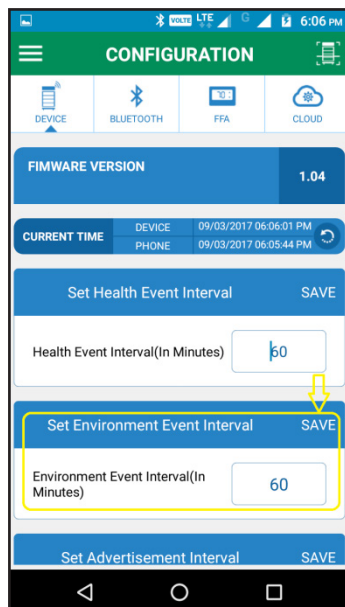 VOLTE LTE G 6:06 PM
CONFIGURATION
DEVICE BLUETOOTH FFA CLOUD
FIMWARE VERSION 1.04
CURRENT TIME
DEVICE 09/03/2017 06:06:01 PM
PHONE 09/03/2017 06:05:44 PM
Set Health Event Interval SAVE
Health Event Interval(In Minutes) 60
Set Environment Event Interval SAVE
Environment Event Interval(In
Minutes) 60
Set Advertisement Interval SAVE